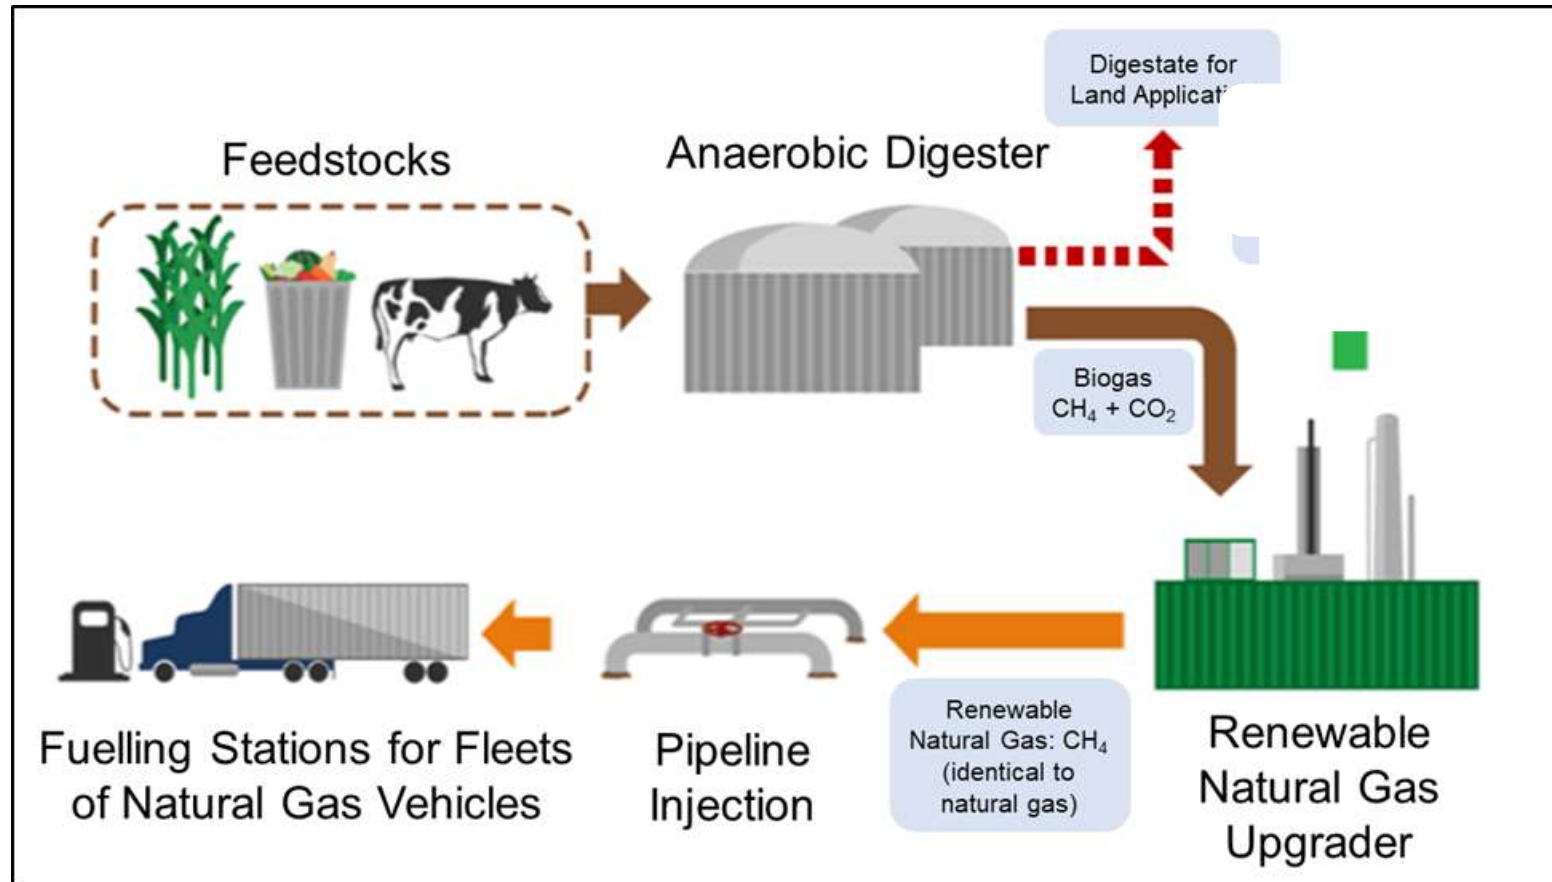 Digestate for
Land
Feedstocks
Anaerobic Digester
Biogas
CH₄ + CO₂
Renewable
Natural Gas: CH₄
(identical to
natural gas)
Fuelling Stations for Fleets
of Natural Gas Vehicles
Pipeline
Injection
Renewable
Natural Gas
Upgrader